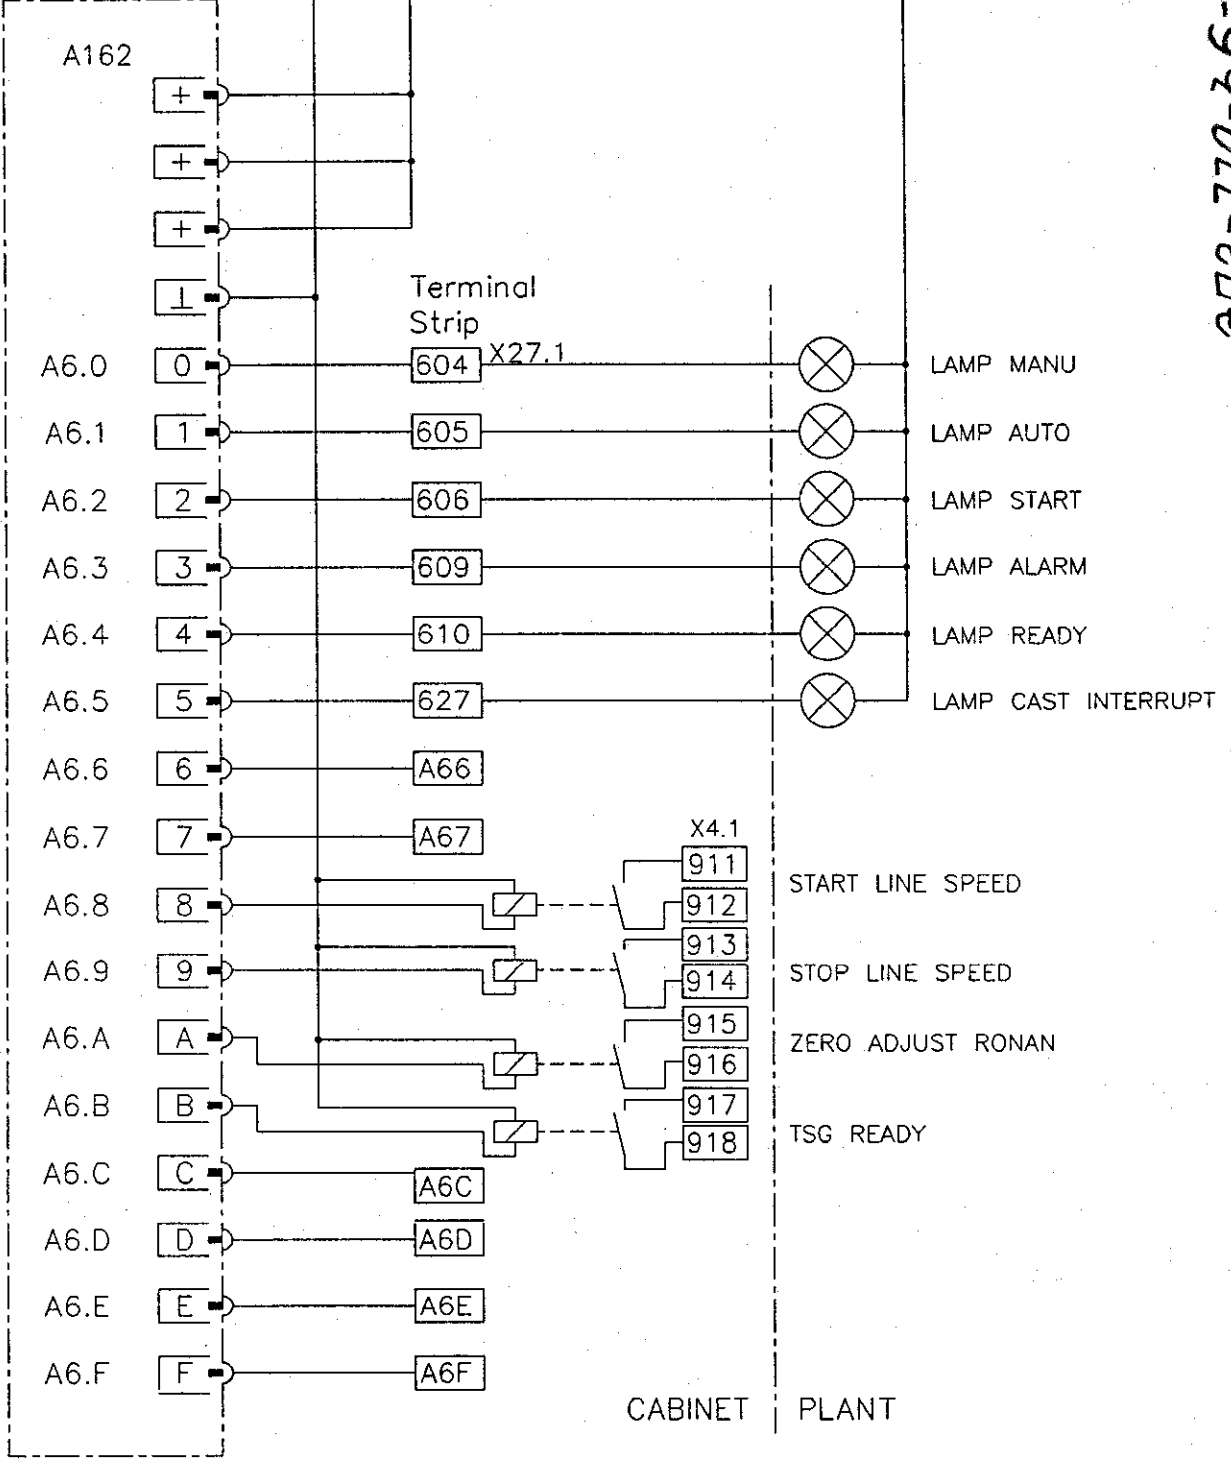 A162
+
+
+
⊥
Terminal
Strip
A6.0 0 604 X27.1 LAMP MANU
A6.1 1 605 LAMP AUTO
A6.2 2 606 LAMP START
A6.3 3 609 LAMP ALARM
A6.4 4 610 LAMP READY
A6.5 5 627 LAMP CAST INTERRUPT
A6.6 6 A66
A6.7 7 A67
X4.1
911
START LINE SPEED
A6.8 8 912
913
A6.9 9 914 STOP LINE SPEED
915
A6.A A ZERO ADJUST RONAN
916
A6.B B 917
TSG READY
918
A6.C C A6C
A6.D D A6D
A6.E E A6E
A6.F F A6F
CABINET PLANT